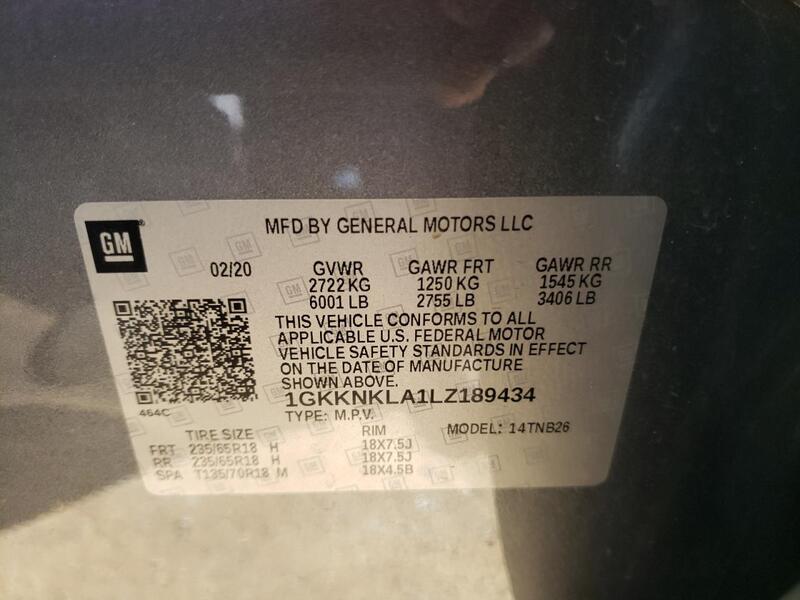 GM
MFD BY GENERAL MOTORS LLC
02/20 GVWR GAWR FRT GAWR RR
2722 KG 1250 KG 1545 KG
6001 LB 2755 LB 3406 LB
THIS VEHICLE CONFORMS TO ALL
APPLICABLE U.S. FEDERAL MOTOR
VEHICLE SAFETY STANDARDS IN EFFECT
ON THE DATE OF MANUFACTURE
SHOWN ABOVE.
464C
1GKKNKLA1LZ189434
TYPE: M.P.V. MODEL: 14TNB26
TIRE SIZE RIM
FRT 235/65R18 H 18X7.5J
RR 235/65R18 H 18X7.5J
SPA T135/70R18 M 18X4.5B